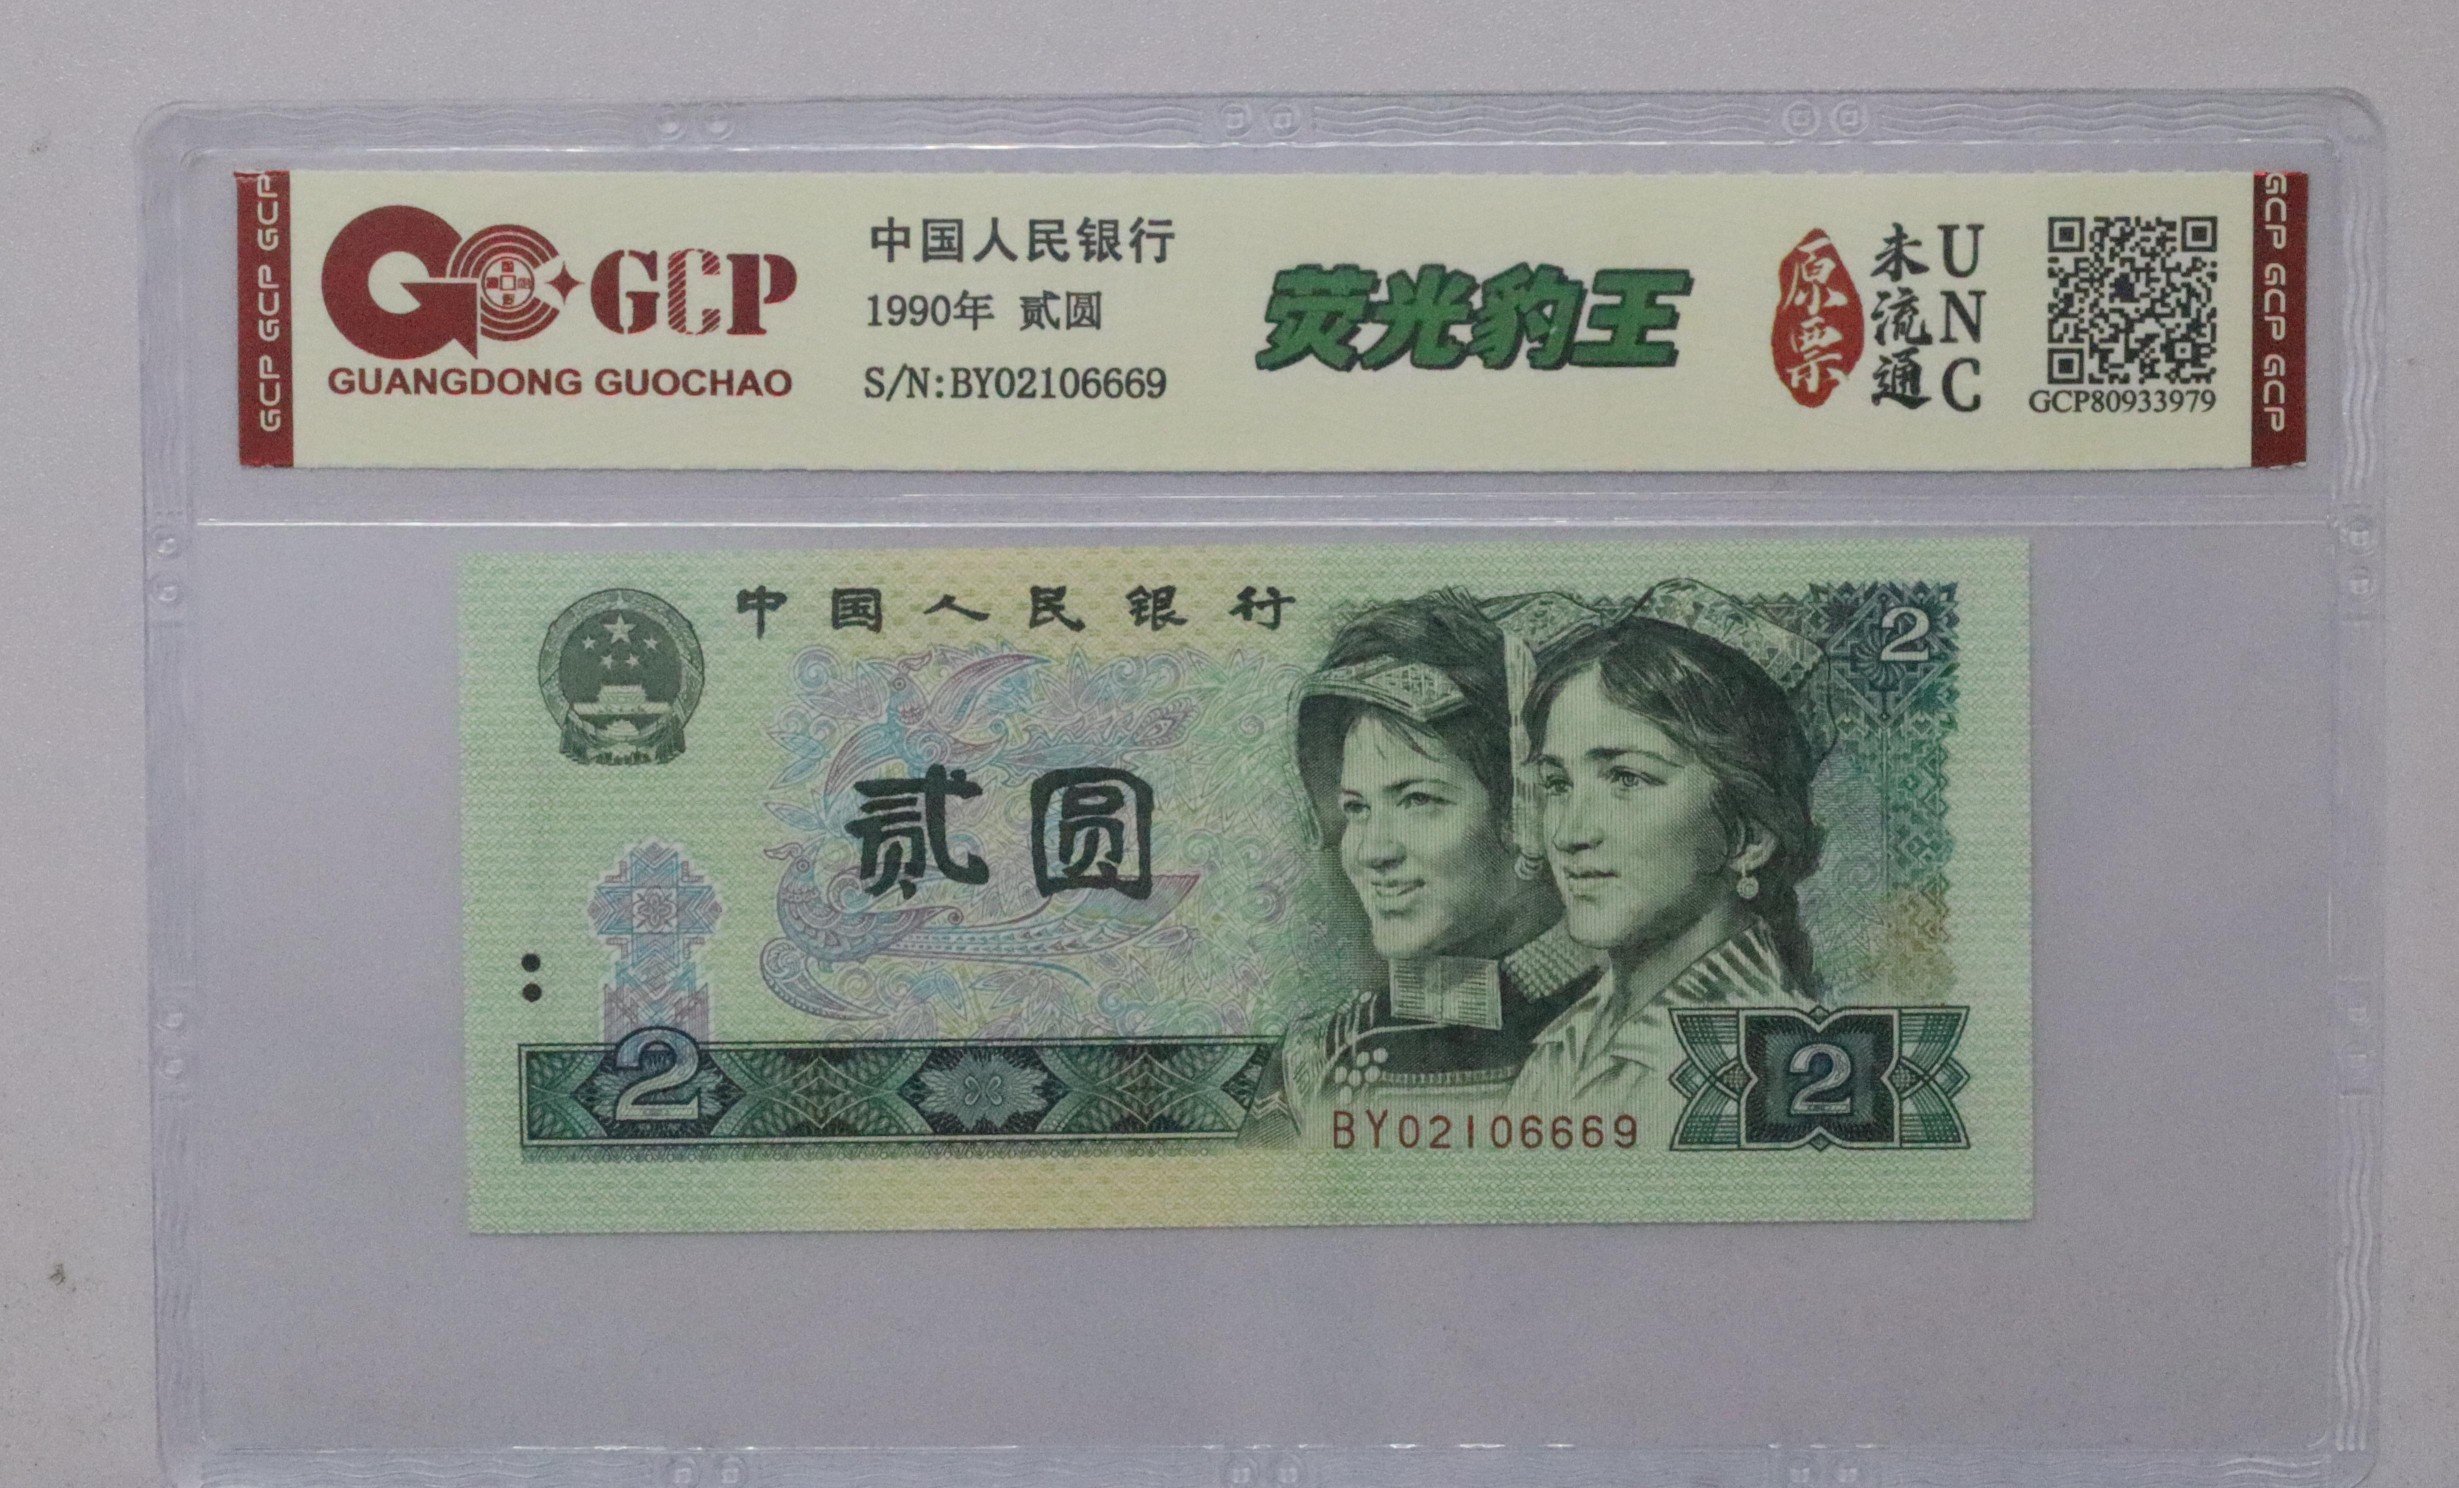 GCP GCP GCP
GCP
GUANGDONG GUOCHAO
中国人民银行
1990年 贰圆
S/N:BY02106669
荧光豹王
原票
未流通
UNC
GCP80933979
GCP GCP GCP
中国人民银行
2
贰圆
2
BY02106669
2